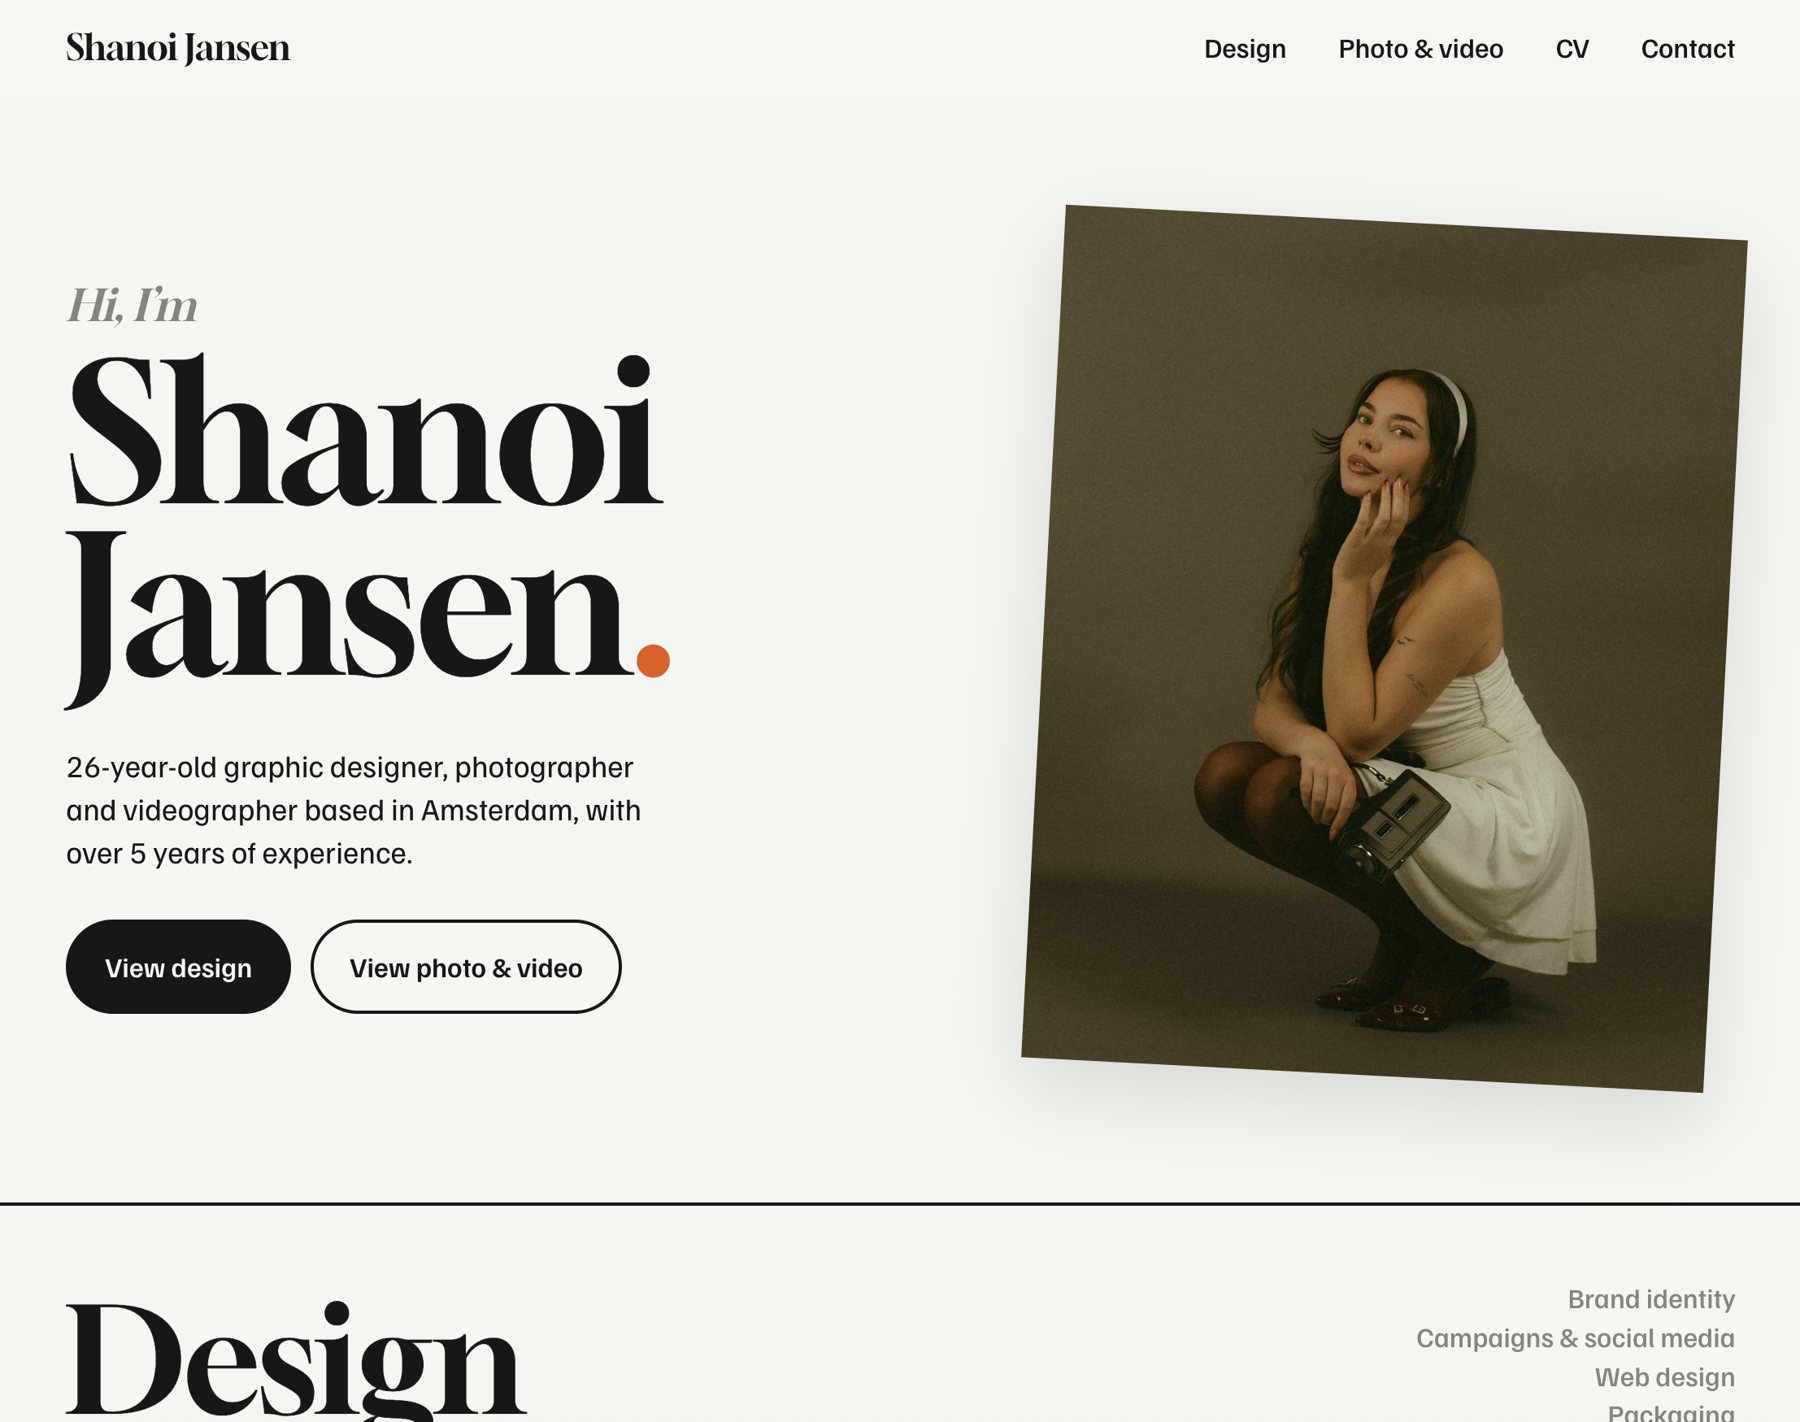 Shanoi Jansen
Design
Photo & video
CV
Contact
Hi, I’m
Shanoi
Jansen.
26-year-old graphic designer, photographer
and videographer based in Amsterdam, with
over 5 years of experience.
View design
View photo & video
Design
Brand identity
Campaigns & social media
Web design
Packaging